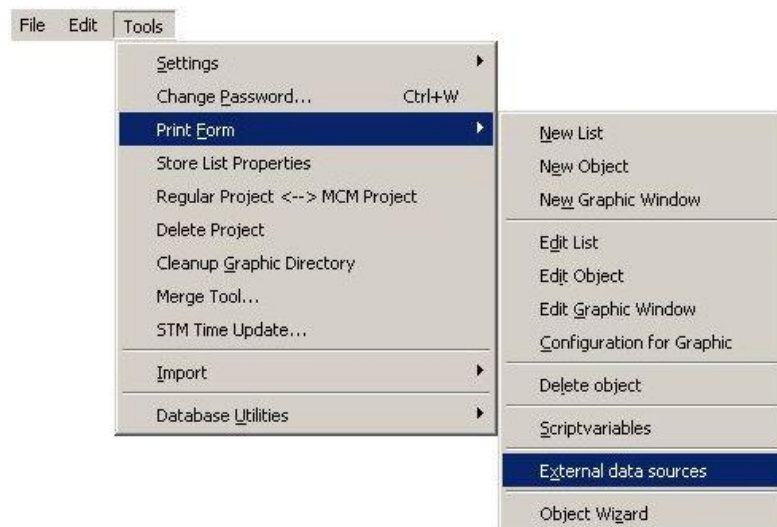 File Edit Tools
Settings
Change Password... Ctrl+W
Print Form
Store List Properties
Regular Project <--> MCM Project
Delete Project
Cleanup Graphic Directory
Merge Tool...
STM Time Update...
Import
Database Utilities
New List
New Object
New Graphic Window
Edit List
Edit Object
Edit Graphic Window
Configuration for Graphic
Delete object
Scriptvariables
External data sources
Object Wizard